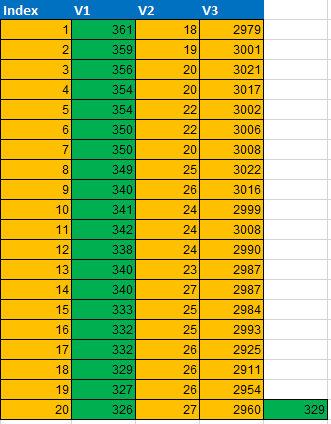 Index V1 V2 V3
1 361 18 2979
2 359 19 3001
3 356 20 3021
4 354 20 3017
5 354 22 3002
6 350 22 3006
7 350 20 3008
8 349 25 3022
9 340 26 3016
10 341 24 2999
11 342 24 3008
12 338 24 2990
13 340 23 2987
14 340 27 2987
15 333 25 2984
16 332 25 2993
17 332 26 2925
18 329 26 2911
19 327 26 2954
20 326 27 2960 329